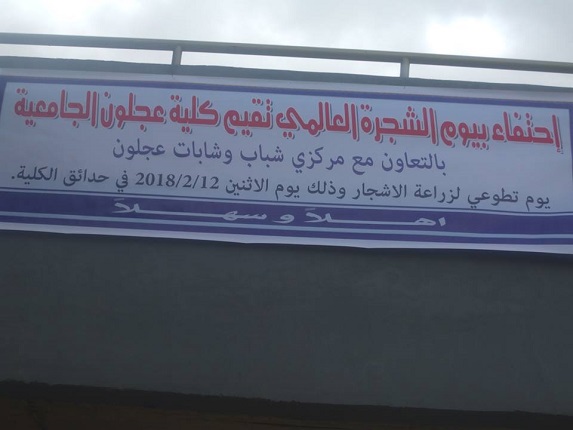 إحتفاء بيوم الشجرة العالمي تقيم كلية عجلون الجامعية
بالتعاون مع مركزي شباب وشابات عجلون
يوم تطوعي لزراعة الاشجار وذلك يوم الاثنين 2018/2/12 في حدائق الكلية.
اهلاً و سهلاً